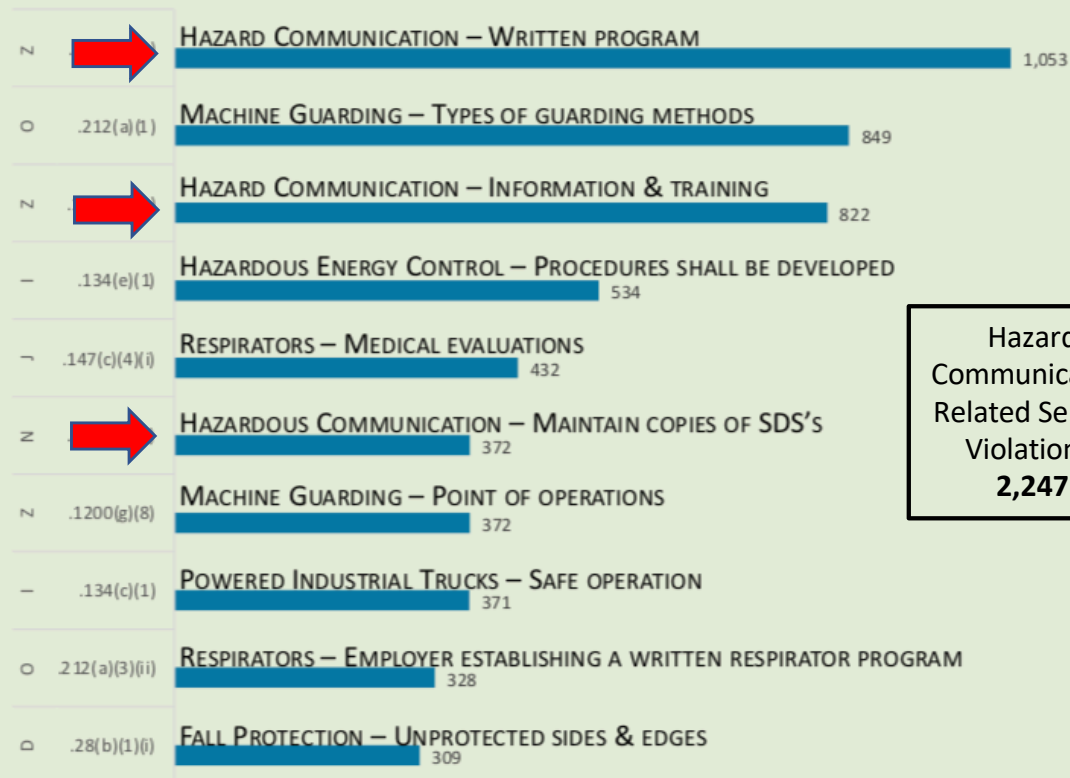 HAZARD COMMUNICATION – WRITTEN PROGRAM
Z
1,053
MACHINE GUARDING – TYPES OF GUARDING METHODS
O .212(a)(1)
849
HAZARD COMMUNICATION – INFORMATION & TRAINING
Z
822
HAZARDOUS ENERGY CONTROL – PROCEDURES SHALL BE DEVELOPED
I .134(e)(1)
534
RESPIRATORS – MEDICAL EVALUATIONS
J .147(c)(4)(i)
432
HAZARDOUS COMMUNICATION – MAINTAIN COPIES OF SDS'S
N
372
MACHINE GUARDING – POINT OF OPERATIONS
Z .1200(g)(8)
372
POWERED INDUSTRIAL TRUCKS – SAFE OPERATION
I .134(c)(1)
371
RESPIRATORS – EMPLOYER ESTABLISHING A WRITTEN RESPIRATOR PROGRAM
O .212(a)(3)(ii)
328
FALL PROTECTION – UNPROTECTED SIDES & EDGES
D .28(b)(1)(i)
309
Hazard
Communica
Related Se
Violation
2,247